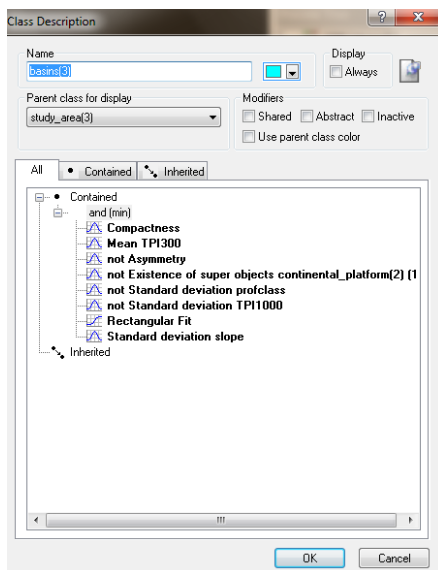 Class Description
Name
basins(3)
Display
Always
Parent class for display
study_area(3)
Modifiers
Shared Abstract Inactive
Use parent class color
All Contained Inherited
Contained
and (min)
Compactness
Mean TPI300
not Asymmetry
not Existence of super objects continental_platform(2) (1
not Standard deviation profclass
not Standard deviation TPI1000
Rectangular Fit
Standard deviation slope
Inherited
OK Cancel